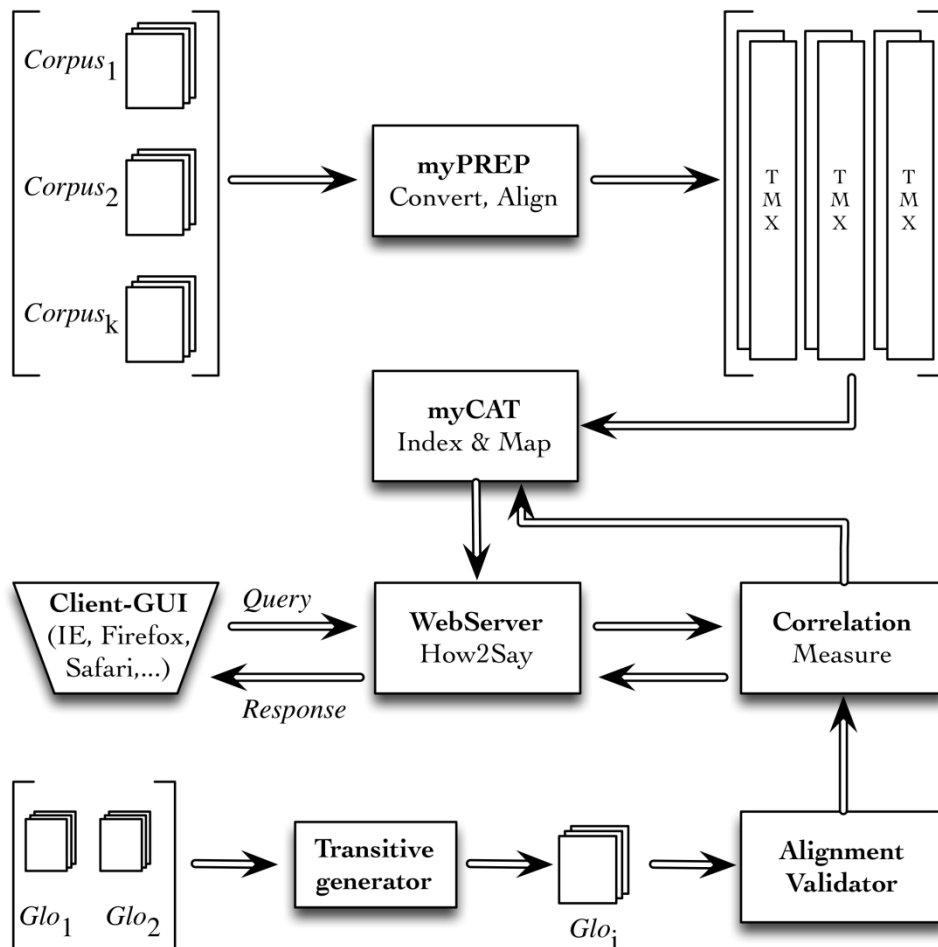 Corpus1
Corpus2
Corpusk
myPREP
Convert, Align
T
M
X
T
M
X
T
M
X
myCAT
Index & Map
Client-GUI
(IE, Firefox,
Safari,...)
Query
Response
WebServer
How2Say
Correlation
Measure
Glo1
Glo2
Transitive
generator
Gloi
Alignment
Validator